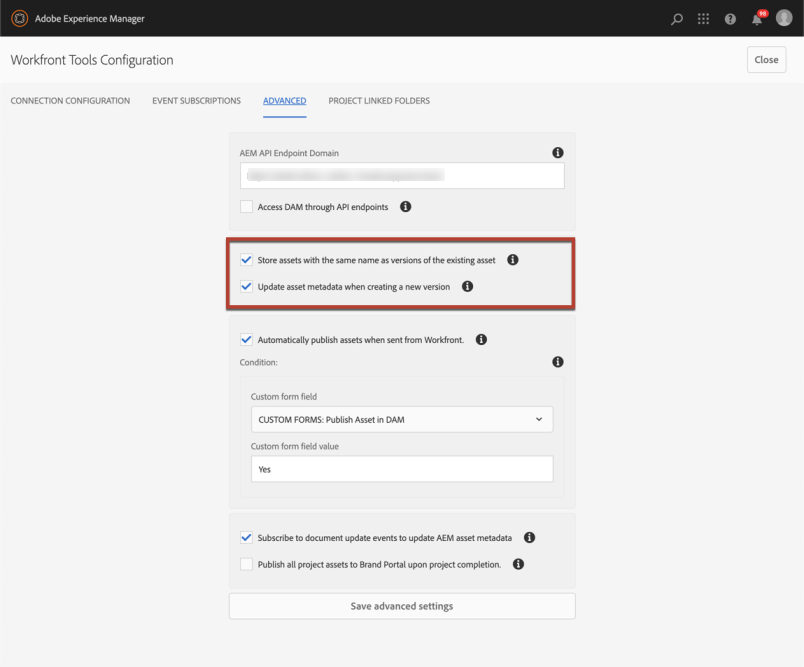 Adobe Experience Manager
98
Workfront Tools Configuration
Close
CONNECTION CONFIGURATION EVENT SUBSCRIPTIONS ADVANCED PROJECT LINKED FOLDERS
AEM API Endpoint Domain
Access DAM through API endpoints
Store assets with the same name as versions of the existing asset
Update asset metadata when creating a new version
Automatically publish assets when sent from Workfront.
Condition:
Custom form field
CUSTOM FORMS: Publish Asset in DAM
Custom form field value
Yes
Subscribe to document update events to update AEM asset metadata
Publish all project assets to Brand Portal upon project completion.
Save advanced settings